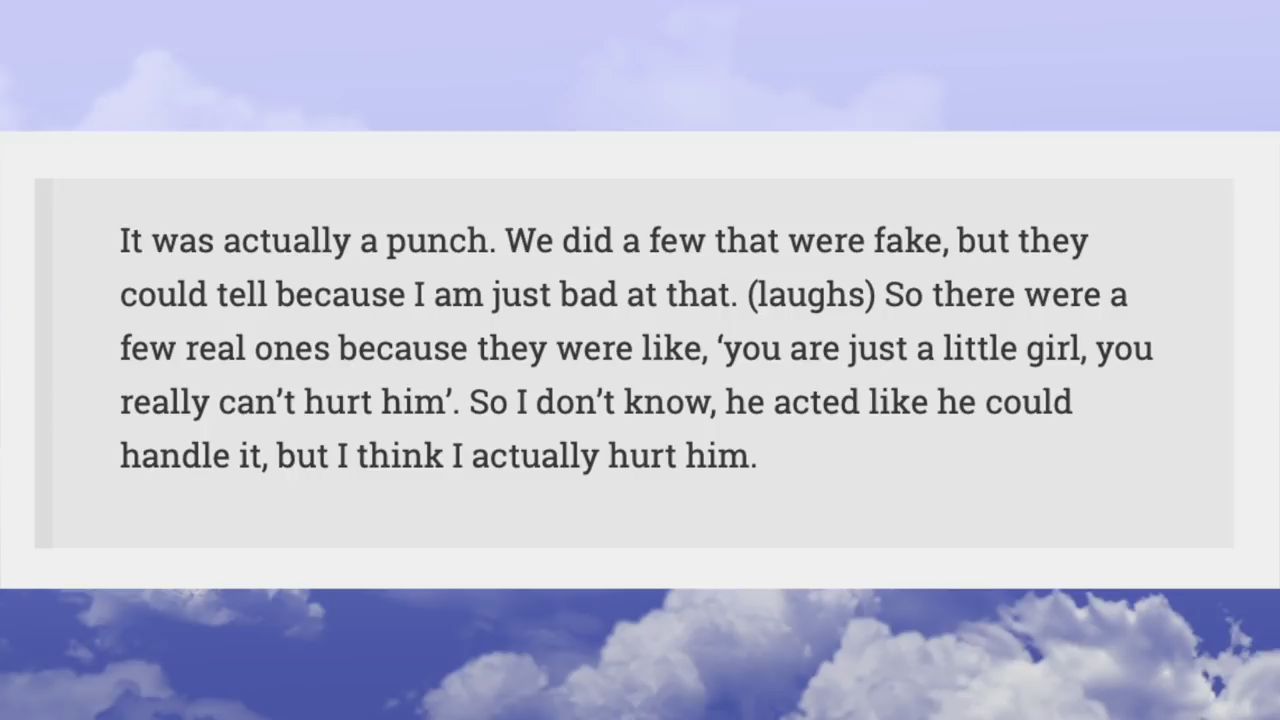 It was actually a punch. We did a few that were fake, but they
could tell because I am just bad at that. (laughs) So there were a
few real ones because they were like, ‘you are just a little girl, you
really can’t hurt him’. So I don’t know, he acted like he could
handle it, but I think I actually hurt him.